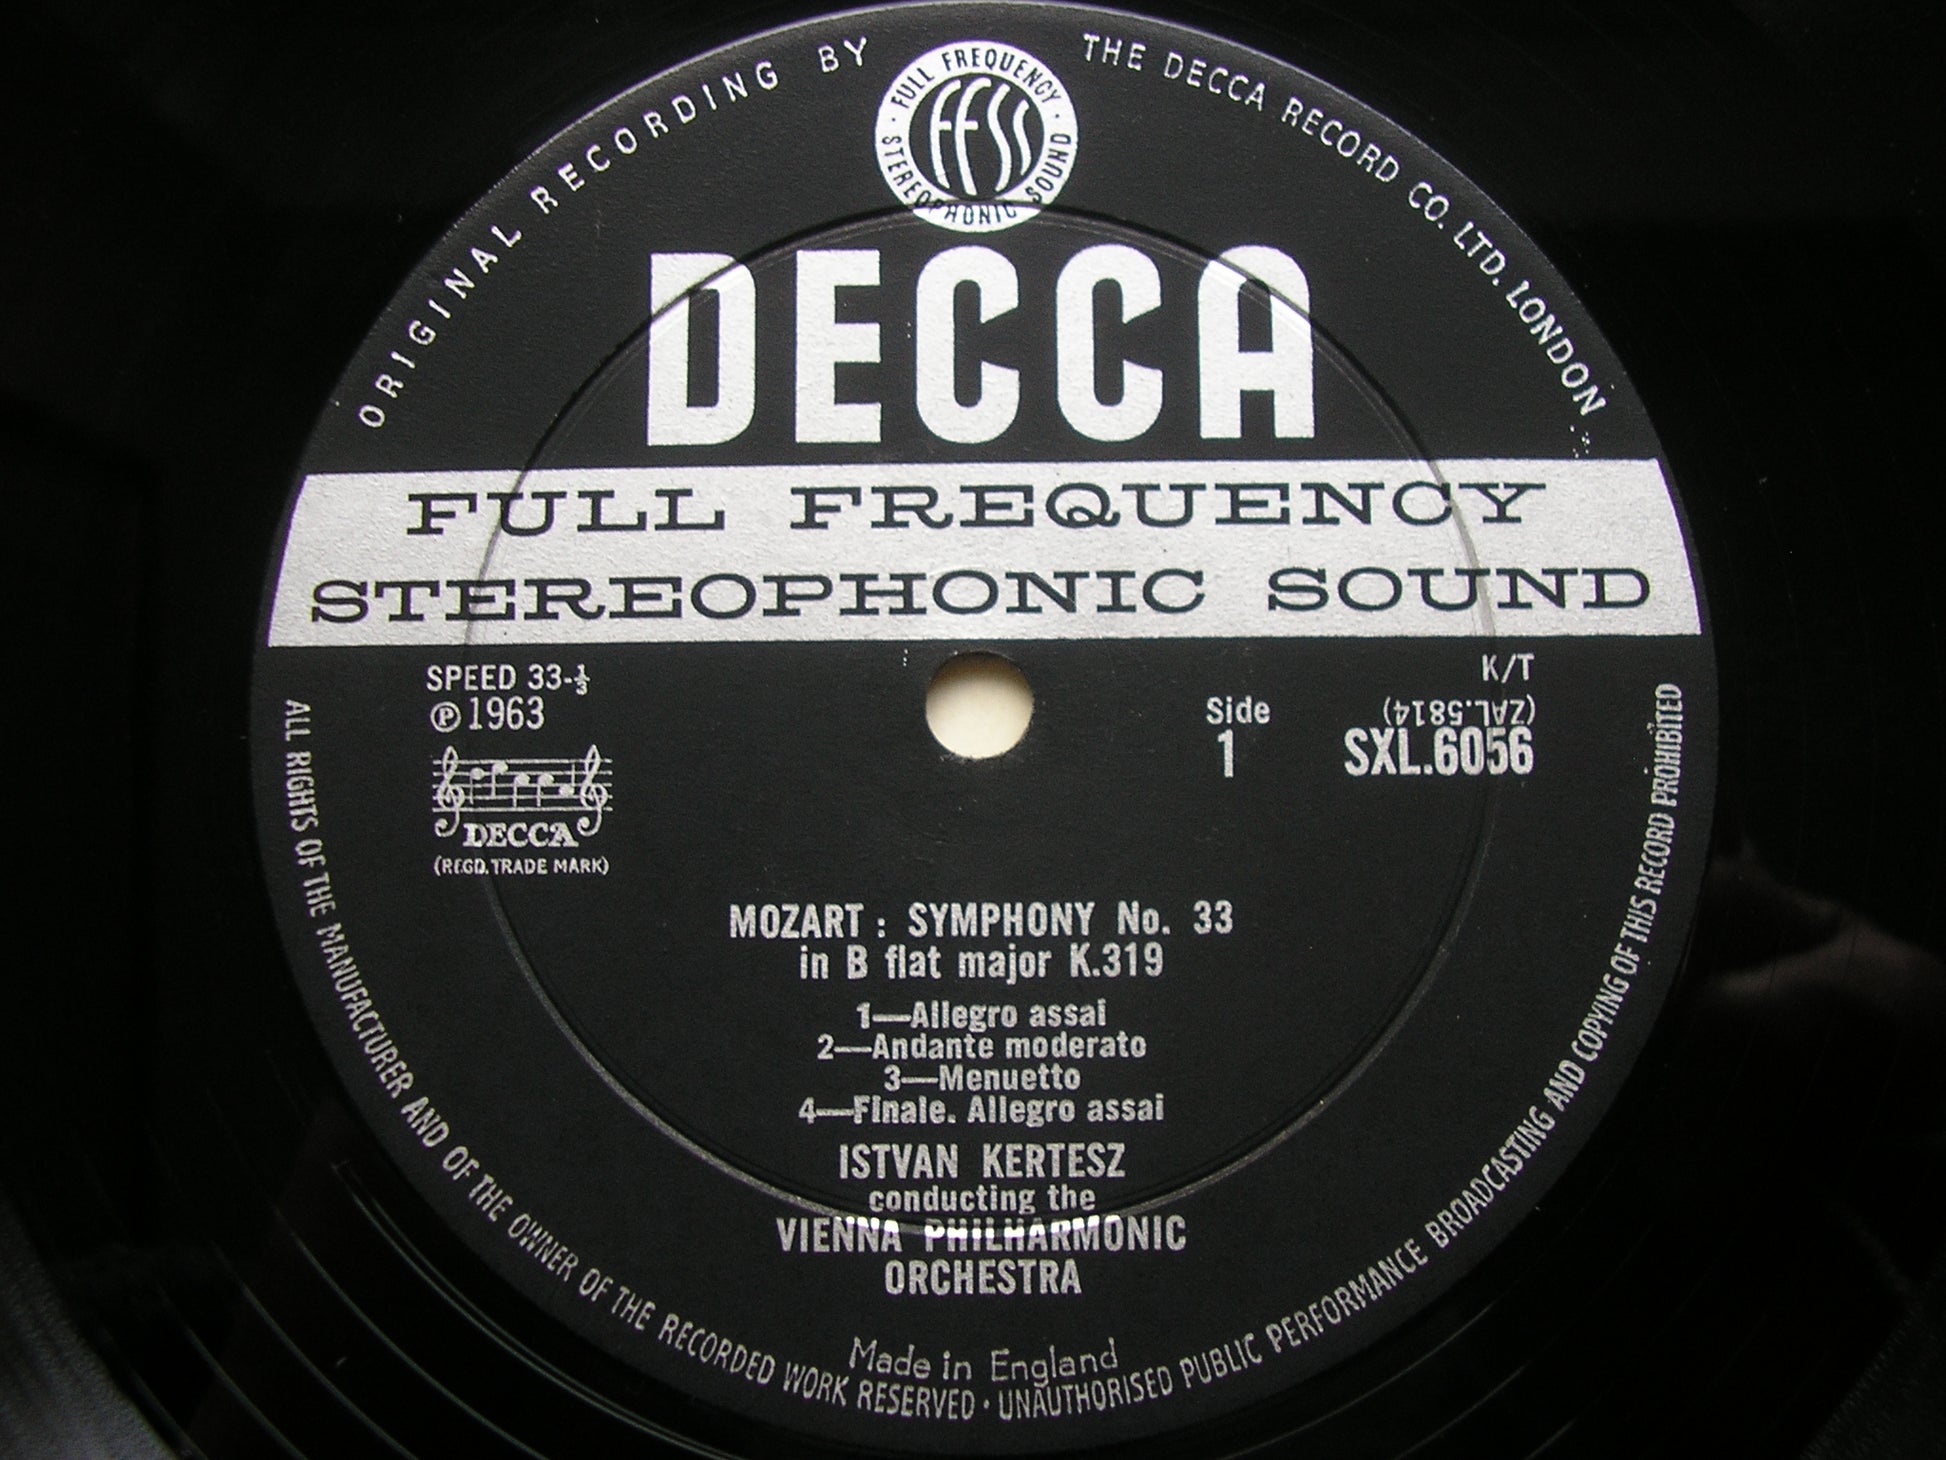 ORIGINAL RECORDING BY THE DECCA RECORD CO. LTD. LONDON
· FULL FREQUENCY · STEREOPHONIC SOUND
FFSS
DECCA
FULL FREQUENCY
STEREOPHONIC SOUND
SPEED 33-⅓
℗ 1963
DECCA
(REGD. TRADE MARK)
K/T
Side
1
(ZAL.5814)
SXL.6056
MOZART : SYMPHONY No. 33
in B flat major K.319
1—Allegro assai
2—Andante moderato
3—Menuetto
4—Finale. Allegro assai
ISTVAN KERTESZ
conducting the
VIENNA PHILHARMONIC
ORCHESTRA
Made in England
ALL RIGHTS OF THE MANUFACTURER AND OF THE OWNER OF THE RECORDED WORK RESERVED · UNAUTHORISED PUBLIC PERFORMANCE BROADCASTING AND COPYING OF THIS RECORD PROHIBITED